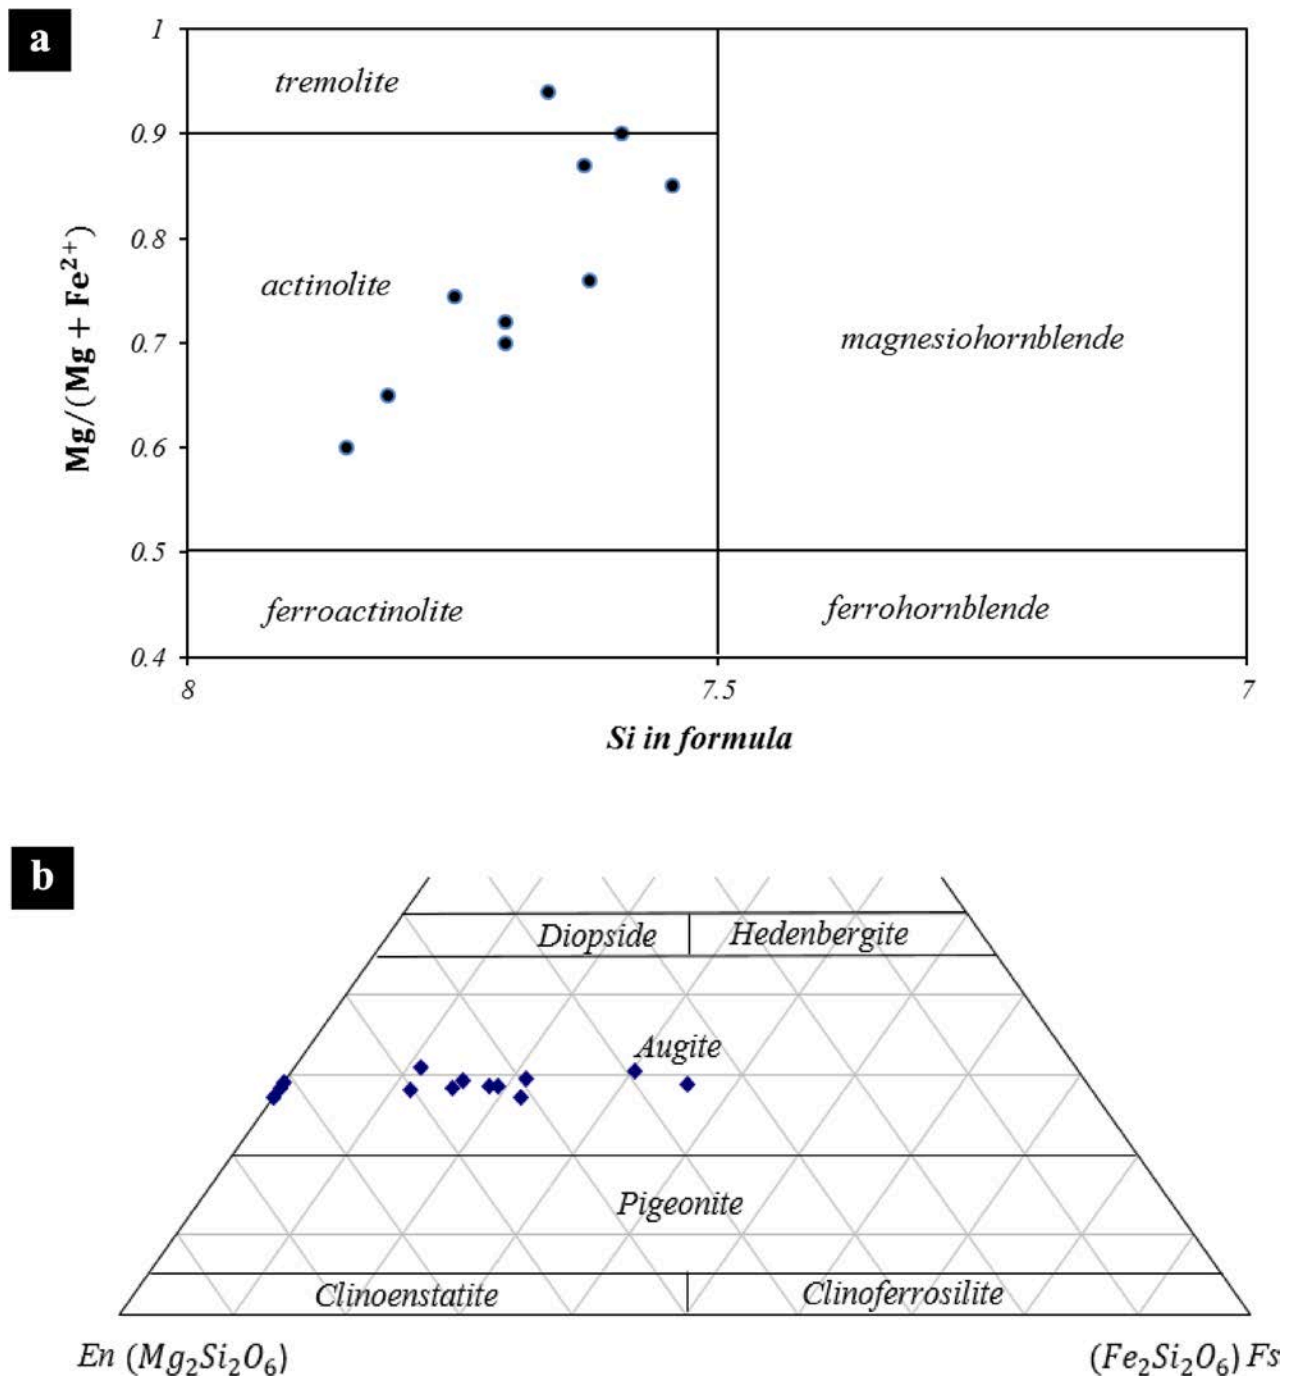 a
1
tremolite
0.9
0.8
actinolite
0.7
magnesiohornblende
0.6
0.5
ferroactinolite
ferrohornblende
0.4
8
7.5
7
Mg/(Mg + Fe²⁺)
Si in formula
b
Diopside
Hedenbergite
Augite
Pigeonite
Clinoenstatite
Clinoferrosilite
En (Mg₂Si₂O₆)
(Fe₂Si₂O₆) Fs